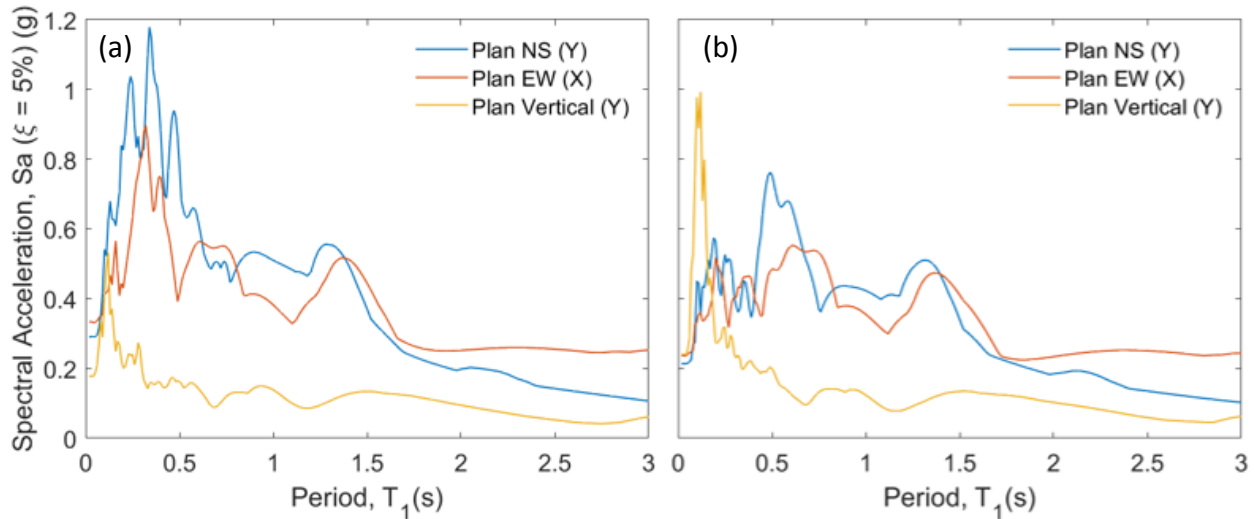 Spectral Acceleration, Sa (ξ = 5%) (g)
1.2
1
0.8
0.6
0.4
0.2
0
(a)
Plan NS (Y)
Plan EW (X)
Plan Vertical (Y)
0 0.5 1 1.5 2 2.5 3
Period, T1(s)
(b)
Plan NS (Y)
Plan EW (X)
Plan Vertical (Y)
0 0.5 1 1.5 2 2.5 3
Period, T1(s)